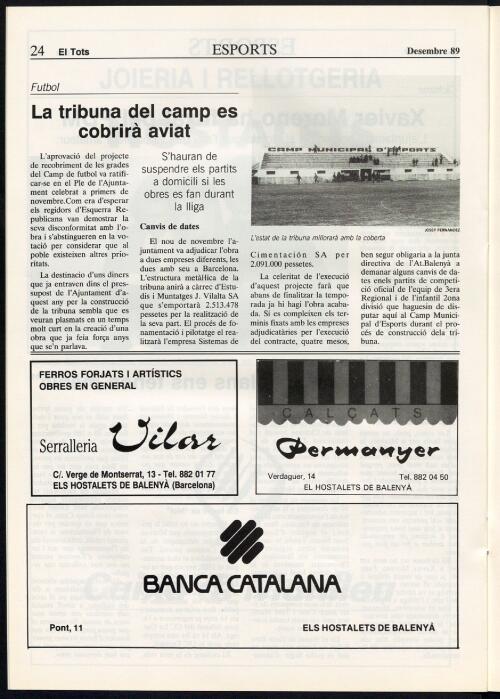 24 El Tots
ESPORTS
Desembre 89
Futbol
La tribuna del camp es
cobrirà aviat
L'aprovació del projecte
de recobriment de les grades
del Camp de futbol va ratifi-
car-se en el Ple de l'Ajunta-
ment celebrat a primers de
novembre.Com era d'esperar
els regidors d'Esquerra Re-
publicana van demostrar la
seva disconformitat amb l'o-
bra i s'abstingueren en la vo-
tació per considerar que al
poble existeixen altres prio-
ritats.
La destinació d'uns diners
que ja entraven dins el pres-
supost de l'Ajuntament d'a-
quest any per la construcció
de la tribuna sembla que es
veuran plasmats en un temps
molt curt en la creació d'una
obra que ja feia força anys
que se'n parlava.
S'hauran de
suspendre els partits
a domicili si les
obres es fan durant
la lliga
Canvis de dates
El nou de novembre l'a-
juntament va adjudicar l'obra
a dues empreses diferents, les
dues amb seu a Barcelona.
L'estructura metàl·lica de la
tribuna anirà a càrrec d'Estu-
dis i Muntatges J. Vilalta SA
que s'emportarà 2.513.478
pessetes per la realització de
la seva part. El procés de fo-
namentació i pilotatge el rea-
litzarà l'empresa Sistemas de
CAMP MUNICIPAL D'ESPORTS
JOSEP FERNANDEZ
L'estat de la tribuna millorarà amb la coberta
Cimentación SA per
2.091.000 pessetes.
La celeritat de l'execució
d'aquest projecte farà que
abans de finalitzar la tempo-
rada ja hi hagi l'obra acaba-
da. Si es compleixen els ter-
minis fixats amb les empreses
adjudicatàries per l'execució
del contracte, quatre mesos,
ben segur obligaria a la junta
directiva de l'At.Balenyà a
demanar alguns canvis de da-
tes enels partits de competi-
ció oficial de l'equip de 3era
Regional i de l'infantil 2ona
divisió que haguessin de dis-
putar aquí al Camp Munici-
pal d'Esports durant el pro-
cés de construcció dela tri-
buna.
FERROS FORJATS I ARTÍSTICS
OBRES EN GENERAL
Serralleria Vilar
C/. Verge de Montserrat, 13 - Tel. 882 01 77
ELS HOSTALETS DE BALENYÀ (Barcelona)
CALÇATS
Permanyer
Verdaguer, 14
Tel. 882 04 50
EL HOSTALETS DE BALENYÀ
BANCA CATALANA
Pont, 11
ELS HOSTALETS DE BALENYÀ